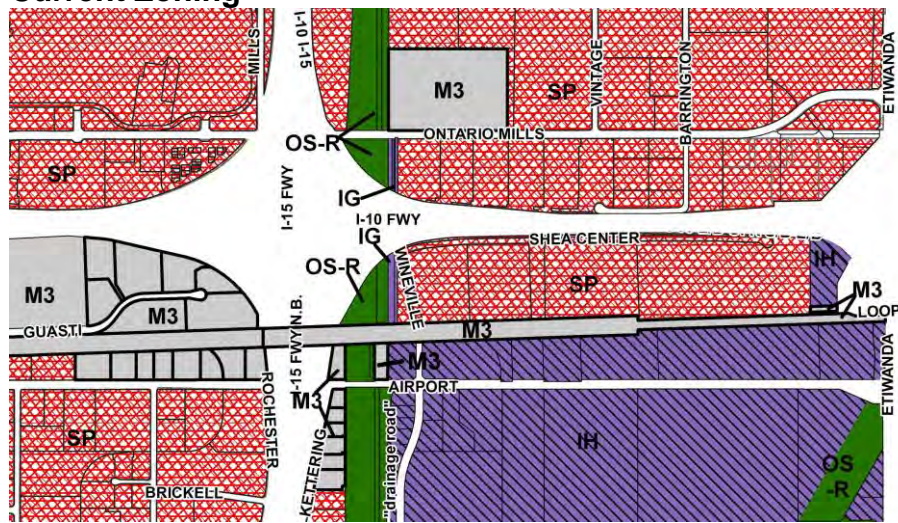 Current Zoning
MILLS
I-10 I-15
M3
SP
VINTAGE
BARRINGTON
ETIWANDA
OS-R
ONTARIO MILLS
SP
IG
I-15 FWY
I-10 FWY
IG
SHEA CENTER
OS-R
WINEVILLE
IH
SP
M3
M3
M3
LOOP
GUASTI
M3
I-15 FWY N.B.
M3
M3
AIRPORT
ROCHESTER
ETIWANDA
SP
KETTERING
"drainage road"
IH
OS
-R
BRICKELL